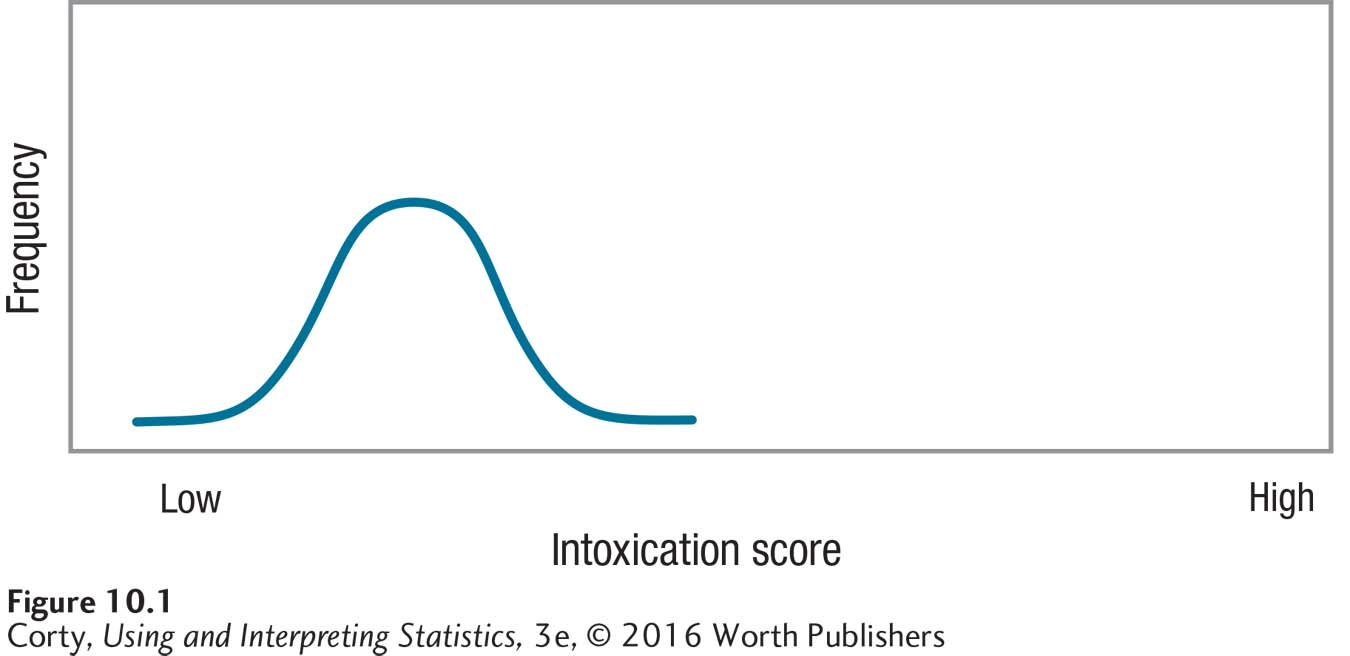 Frequency
Low
High
Intoxication score
Figure 10.1
Corty, Using and Interpreting Statistics, 3e, © 2016 Worth Publishers